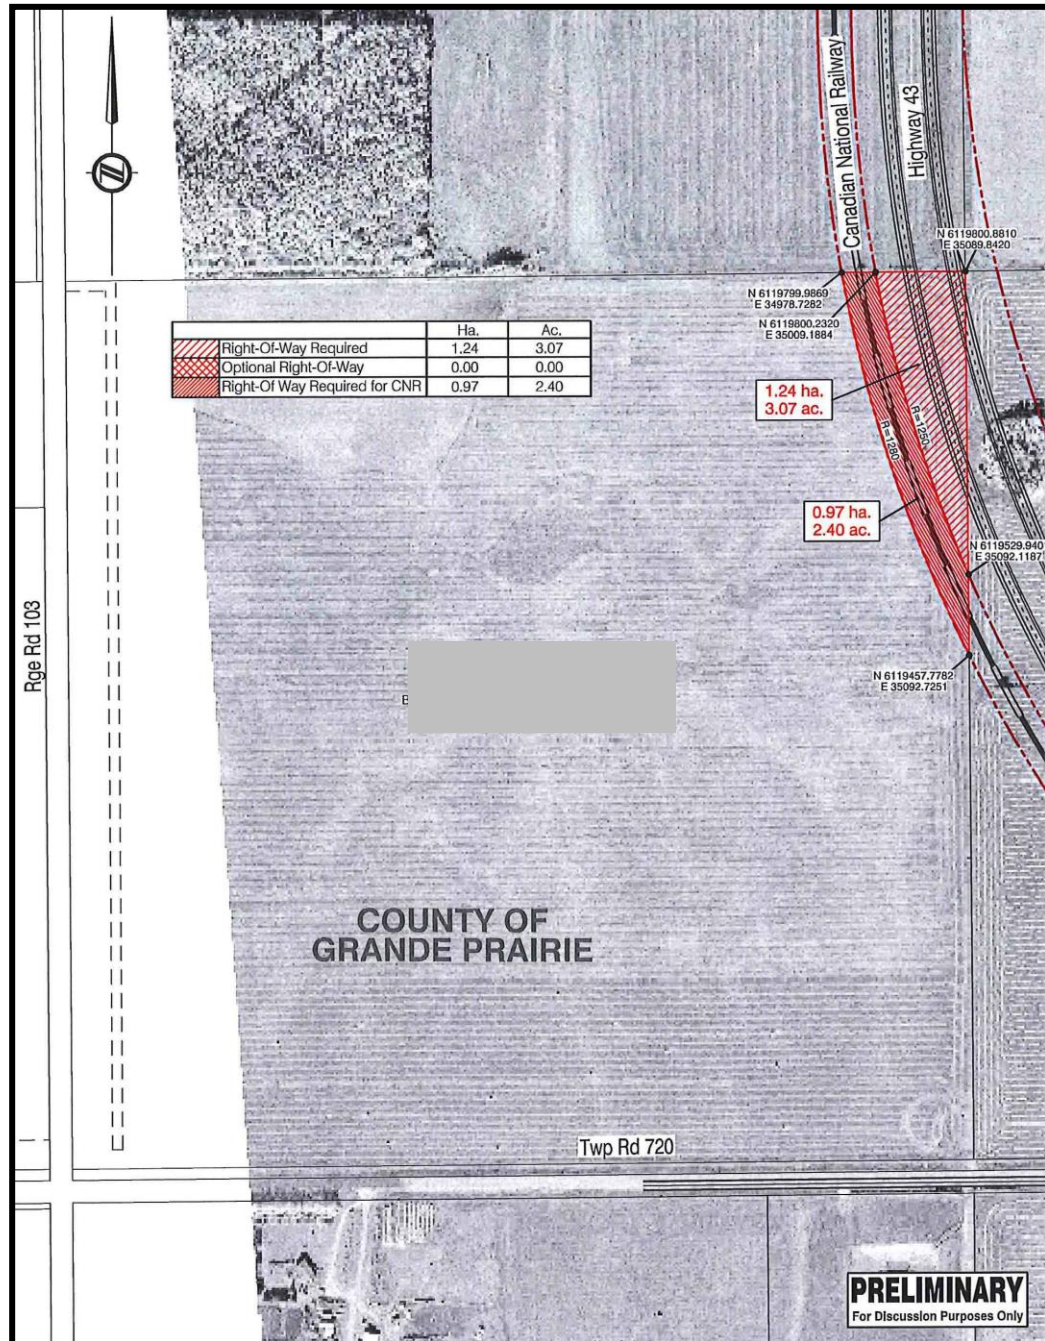 Canadian National Railway
Highway 43
N 6119800.8810
E 35089.8420
N 6119799.9869
E 34978.7282
N 6119800.2320
E 35009.1884
Ha. Ac.
Right-Of-Way Required 1.24 3.07
Optional Right-Of-Way 0.00 0.00
Right-Of Way Required for CNR 0.97 2.40
1.24 ha.
3.07 ac.
R=1250
R=1280
0.97 ha.
2.40 ac.
N 6119529.940
E 35092.1187
Rge Rd 103
N 6119457.7782
E 35092.7251
B
COUNTY OF
GRANDE PRAIRIE
Twp Rd 720
PRELIMINARY
For Discussion Purposes Only